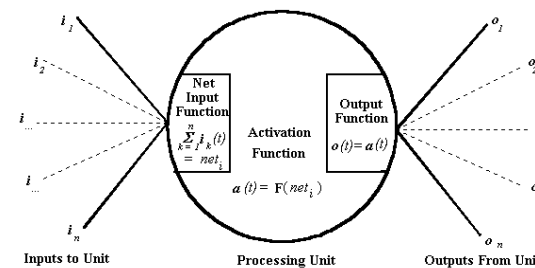 i1
i2
i...
i...
in
Net
Input
Function
n
Σ ik(t)
k = 1
= neti
Activation
Function
a(t) = F(neti)
Output
Function
o(t)= a(t)
o1
o2
o
on
Inputs to Unit
Processing Unit
Outputs From Uni